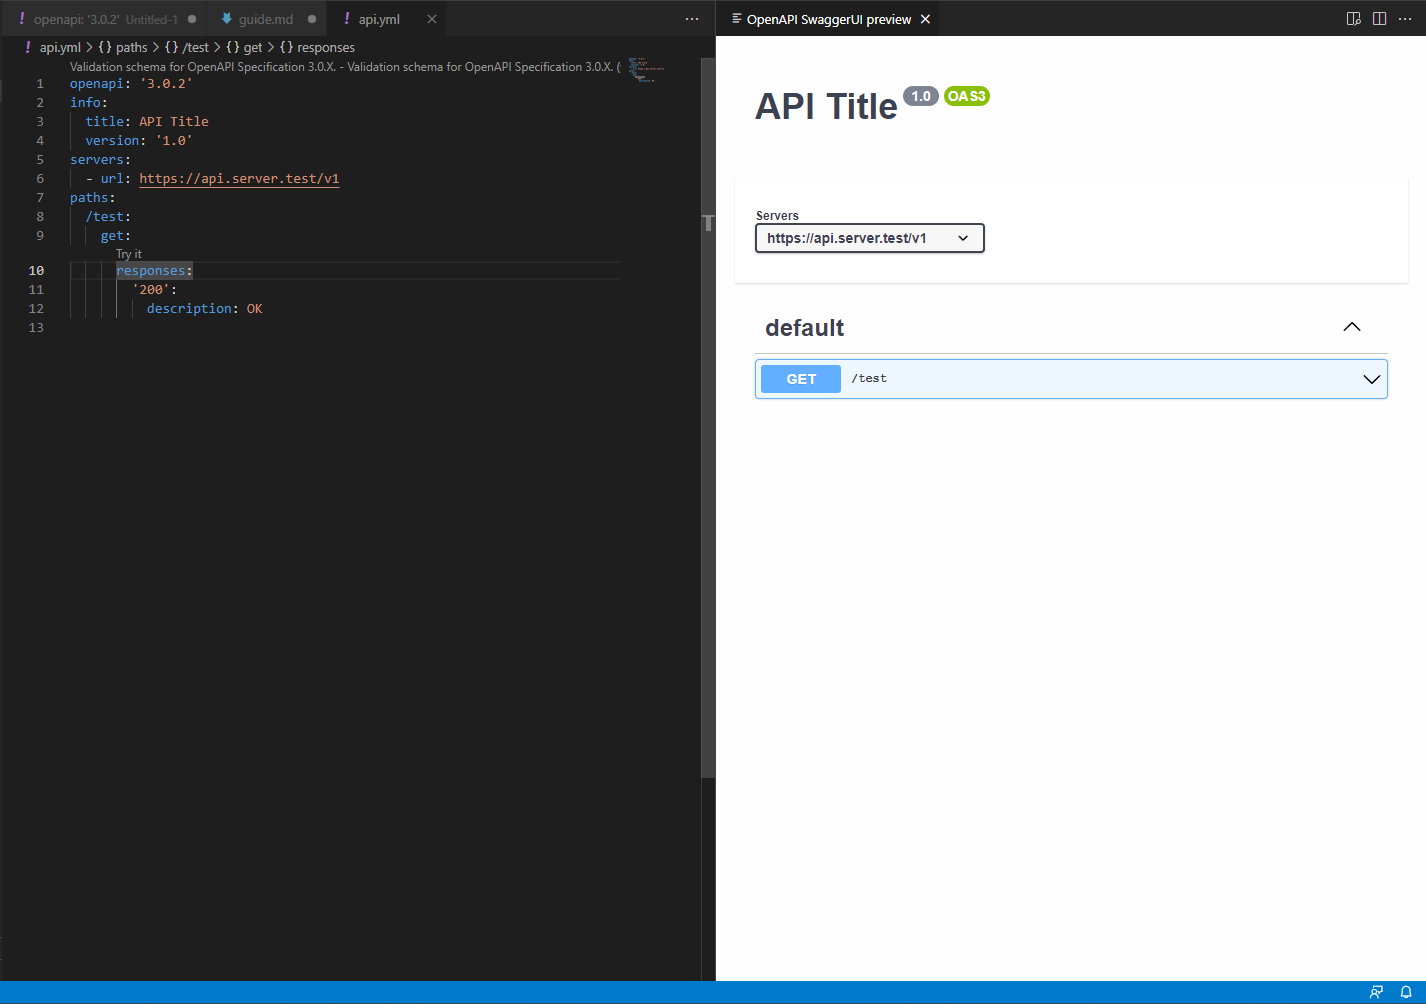 openapi: '3.0.2' Untitled-1
guide.md
api.yml
api.yml > {} paths > {} /test > {} get > {} responses
Validation schema for OpenAPI Specification 3.0.X. - Validation schema for OpenAPI Specification 3.0.X. (
1 openapi: '3.0.2'
2 info:
3 title: API Title
4 version: '1.0'
5 servers:
6 - url: https://api.server.test/v1
7 paths:
8 /test:
9 get:
Try it
10 responses:
11 '200':
12 description: OK
13
OpenAPI SwaggerUI preview
API Title 1.0 OAS3
Servers
https://api.server.test/v1
default
GET /test